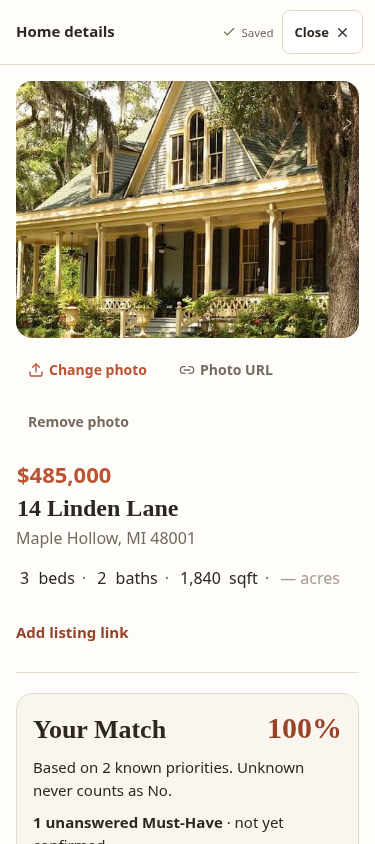 Home details
Saved
Close
Change photo
Photo URL
Remove photo
$485,000
14 Linden Lane
Maple Hollow, MI 48001
3 beds · 2 baths · 1,840 sqft · — acres
Add listing link
Your Match 100%
Based on 2 known priorities. Unknown
never counts as No.
1 unanswered Must-Have · not yet
confirmed